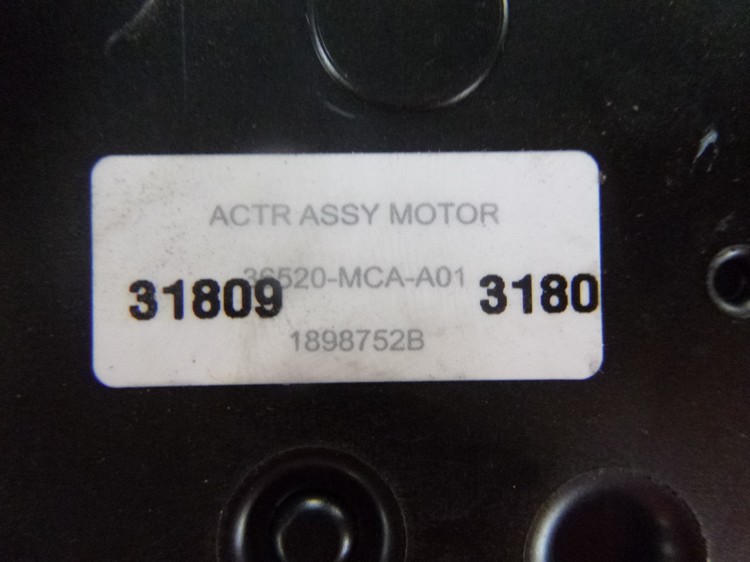 ACTR ASSY MOTOR
36520-MCA-A01
31809 3180
1898752B